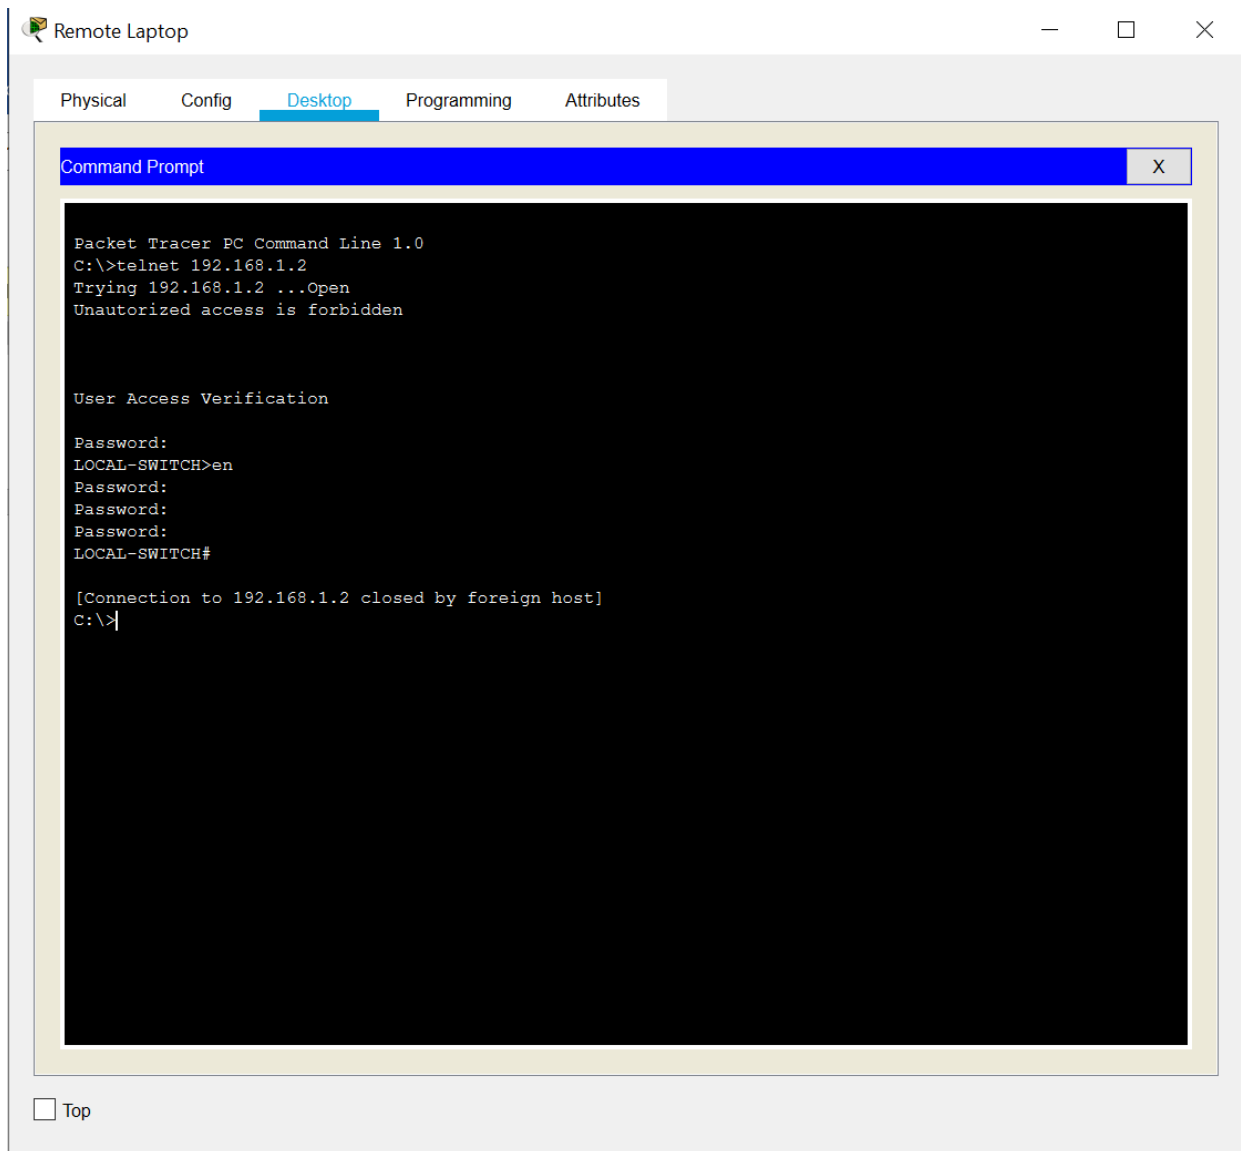 Remote Laptop
Physical Config Desktop Programming Attributes
Command Prompt
X
Packet Tracer PC Command Line 1.0
C:\>telnet 192.168.1.2
Trying 192.168.1.2 ...Open
Unautorized access is forbidden
User Access Verification
Password:
LOCAL-SWITCH>en
Password:
Password:
Password:
LOCAL-SWITCH#
[Connection to 192.168.1.2 closed by foreign host]
C:\>
Top